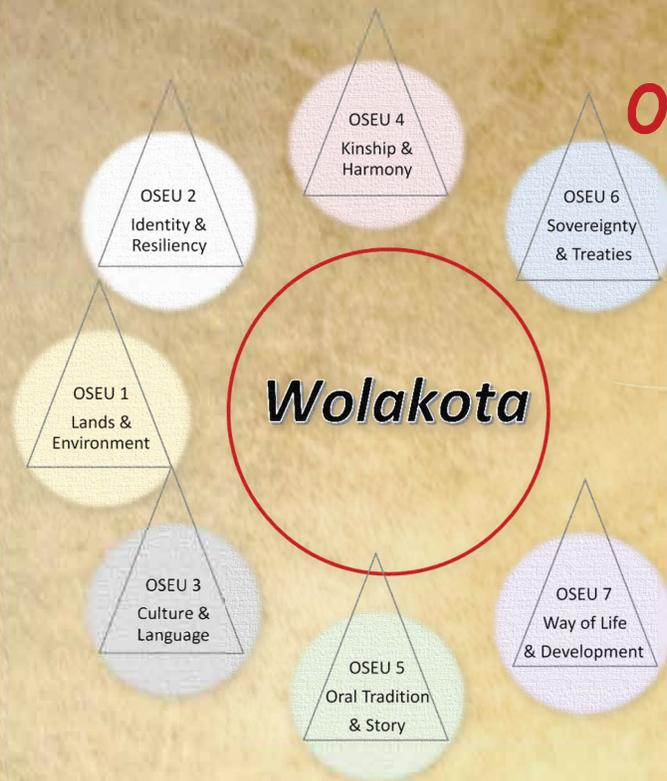 OSEU 4
Kinship &
Harmony
O
OSEU 2
Identity &
Resiliency
OSEU 6
Sovereignty
& Treaties
OSEU 1
Lands &
Environment
Wolakota
OSEU 3
Culture &
Language
OSEU 7
Way of Life
& Development
OSEU 5
Oral Tradition
& Story